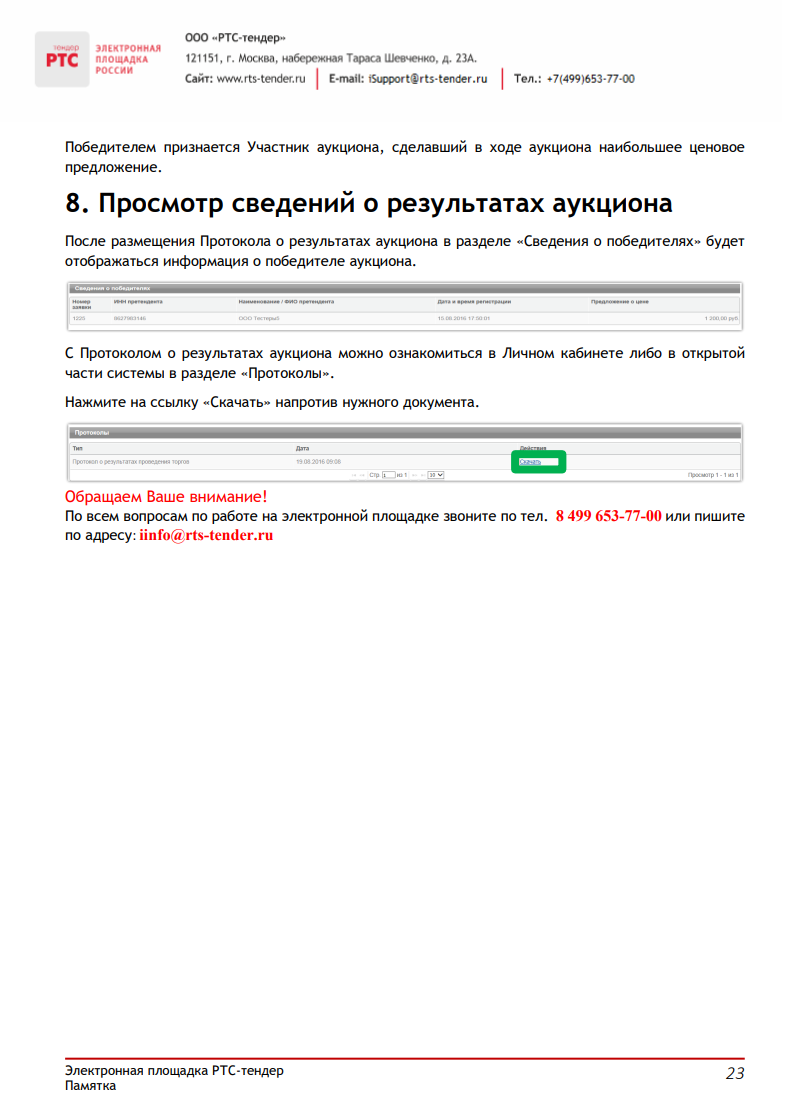 тендер
РТС
ЭЛЕКТРОННАЯ
ПЛОЩАДКА
РОССИИ
ООО «РТС-тендер»
121151, г. Москва, набережная Тараса Шевченко, д. 23А.
Сайт: www.rts-tender.ru E-mail: iSupport@rts-tender.ru Тел.: +7(499)653-77-00
Победителем признается Участник аукциона, сделавший в ходе аукциона наибольшее ценовое
предложение.
8. Просмотр сведений о результатах аукциона
После размещения Протокола о результатах аукциона в разделе «Сведения о победителях» будет
отображаться информация о победителе аукциона.
Сведения о победителях
Номер заявки ИНН претендента Наименование / ФИО претендента Дата и время регистрации Предложение о цене
1225 ООО Тестеры5 15.08.2016 17:50:01 1 200,00 руб.
С Протоколом о результатах аукциона можно ознакомиться в Личном кабинете либо в открытой
части системы в разделе «Протоколы».
Нажмите на ссылку «Скачать» напротив нужного документа.
Протоколы
Тип Дата Действия
Протокол о результатах проведения торгов 19.08.2016 09:08 Скачать
Стр. 1 из 1 10 Просмотр 1 - 1 из 1
Обращаем Ваше внимание!
По всем вопросам по работе на электронной площадке звоните по тел. 8 499 653-77-00 или пишите
по адресу: iinfo@rts-tender.ru
Электронная площадка РТС-тендер 23
Памятка